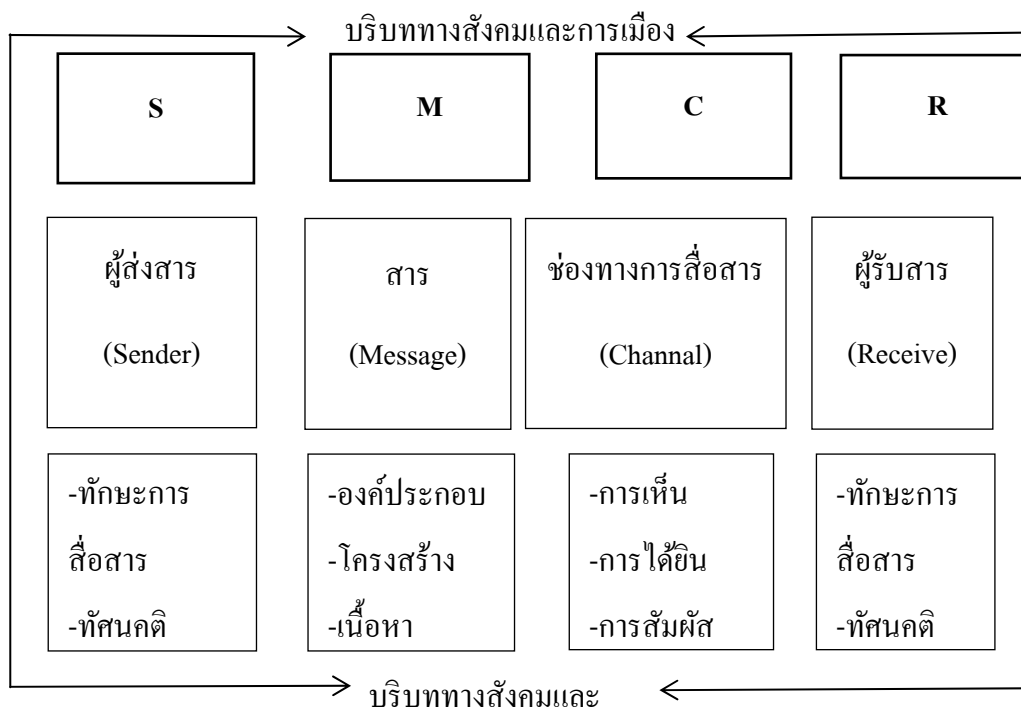 บริบททางสังคมและการเมือง
S
M
C
R
ผู้ส่งสาร
(Sender)
สาร
(Message)
ช่องทางการสื่อสาร
(Channal)
ผู้รับสาร
(Receive)
-ทักษะการ
สื่อสาร
-ทัศนคติ
-องค์ประกอบ
-โครงสร้าง
-เนื้อหา
-การเห็น
-การได้ยิน
-การสัมผัส
-ทักษะการ
สื่อสาร
-ทัศนคติ
บริบททางสังคมและ